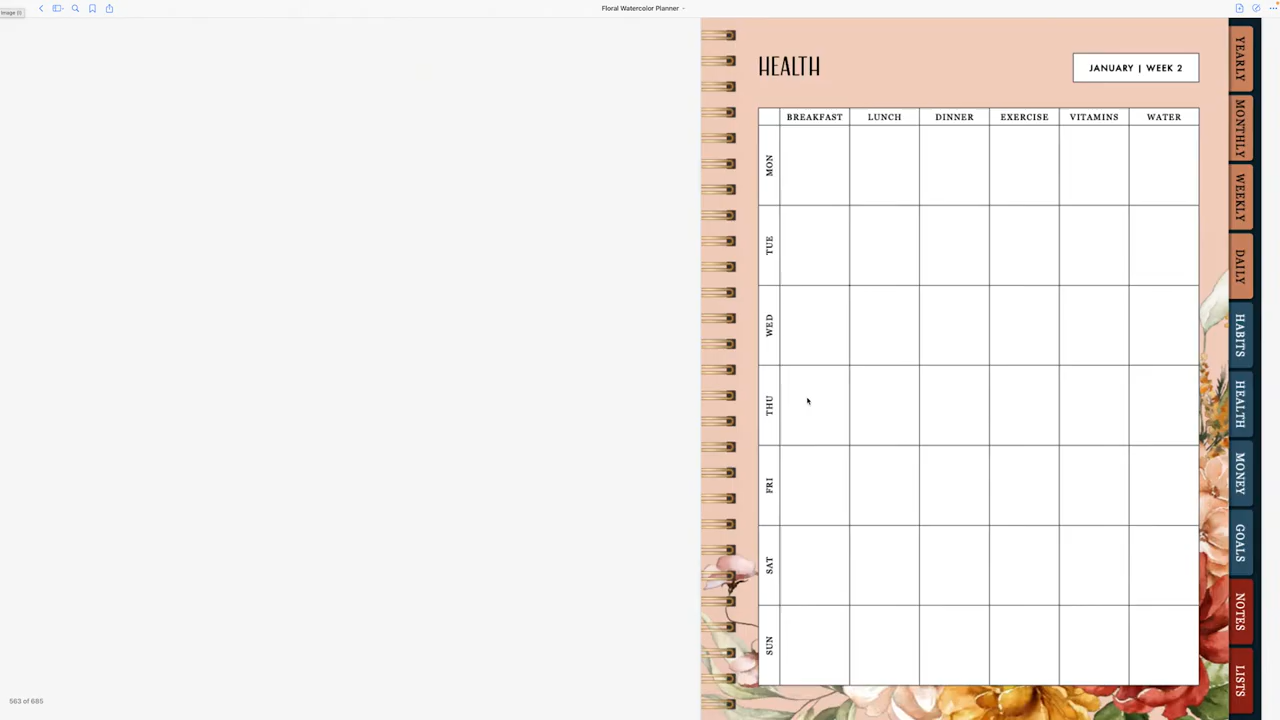 Image (I)
Floral Watercolor Planner
HEALTH
JANUARY | WEEK 2
BREAKFAST LUNCH DINNER EXERCISE VITAMINS WATER
MON
TUE
WED
THU
FRI
SAT
SUN
YEARLY
MONTHLY
WEEKLY
DAILY
HABITS
HEALTH
MONEY
GOALS
NOTES
LISTS
563 of 685